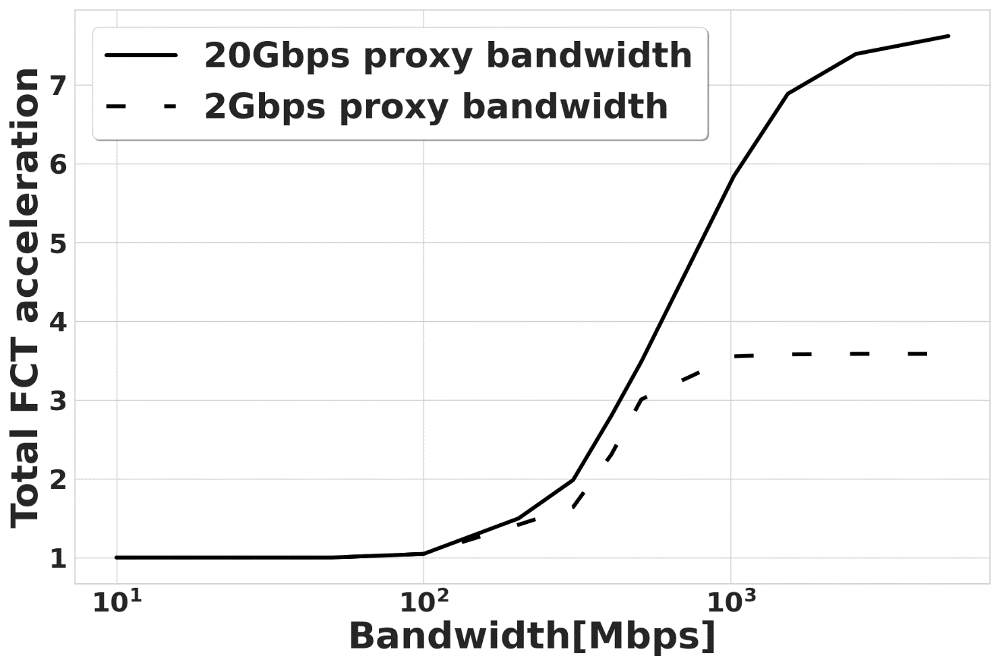 20Gbps proxy bandwidth
2Gbps proxy bandwidth
Total FCT acceleration
7
6
5
4
3
2
1
10¹ 10² 10³
Bandwidth[Mbps]